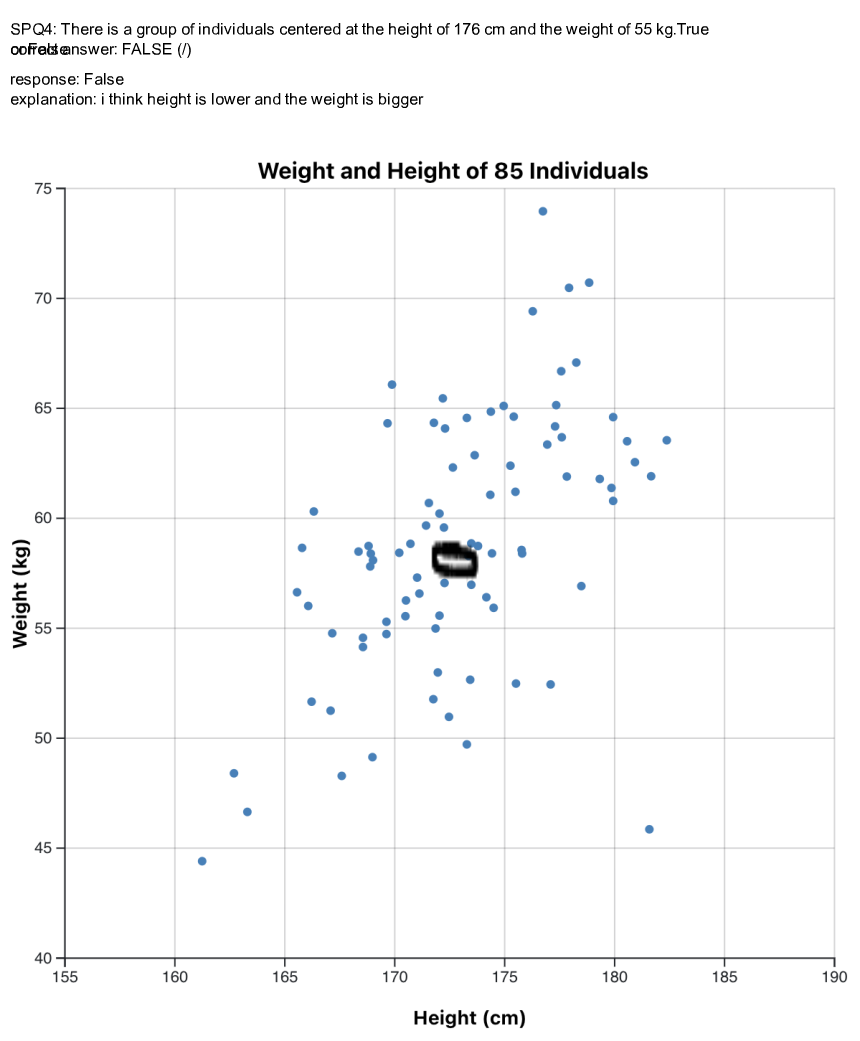 SPQ4: There is a group of individuals centered at the height of 176 cm and the weight of 55 kg.True
or False
correct answer: FALSE (/)
response: False
explanation: i think height is lower and the weight is bigger
Weight and Height of 85 Individuals
75
70
65
60
55
50
45
40
Weight (kg)
155 160 165 170 175 180 185 190
Height (cm)